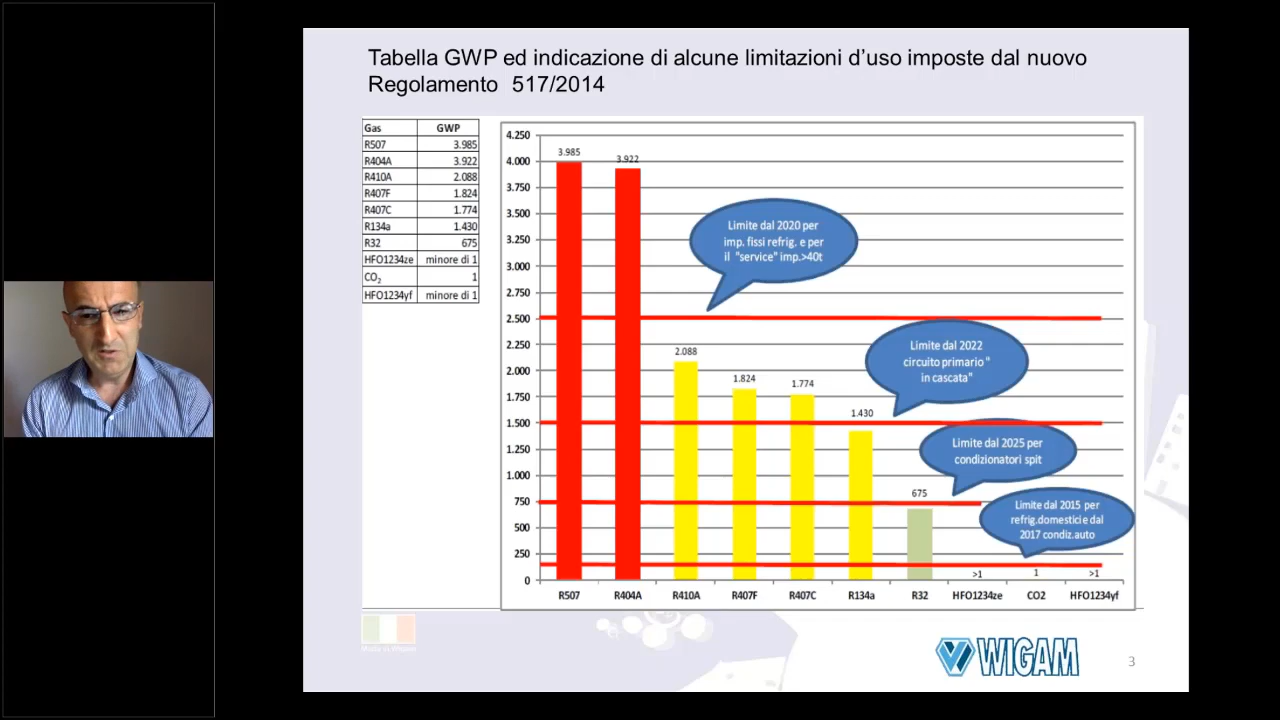 Tabella GWP ed indicazione di alcune limitazioni d’uso imposte dal nuovo
Regolamento 517/2014
Gas GWP
R507 3.985
R404A 3.922
R410A 2.088
R407F 1.824
R407C 1.774
R134a 1.430
R32 675
HFO1234ze minore di 1
CO2 1
HFO1234yf minore di 1
4.250
4.000
3.750
3.500
3.250
3.000
2.750
2.500
2.250
2.000
1.750
1.500
1.250
1.000
750
500
250
0
3.985
3.922
2.088
1.824
1.774
1.430
675
>1
1
>1
Limite dal 2020 per
imp. fissi refrig. e per
il "service" imp.>40t
Limite dal 2022
circuito primario "
in cascata"
Limite dal 2025 per
condizionatori spit
Limite dal 2015 per
refrig.domestici e dal
2017 condiz.auto
R507 R404A R410A R407F R407C R134a R32 HFO1234ze CO2 HFO1234yf
WIGAM
3